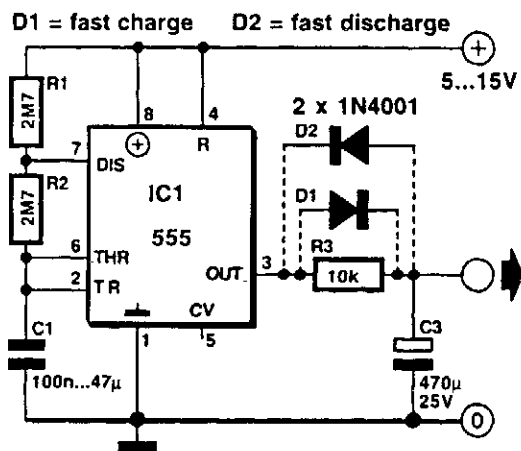 D1 = fast charge D2 = fast discharge
+
5...15V
R1
2M7
8
4
2 x 1N4001
D2
7
DIS
+
R
R2
2M7
IC1
D1
555
6
THR
R3
OUT
3
10k
2
TR
C1
CV
C3
1
5
100n...47µ
470µ
25V
0